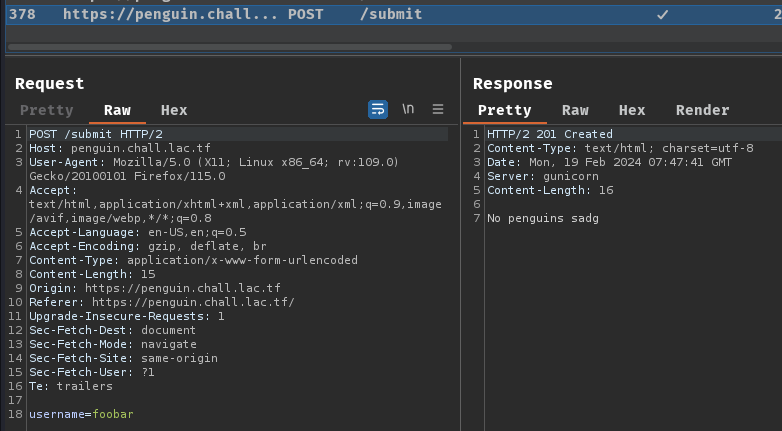 378 https://penguin.chall... POST /submit 2
Request
Pretty Raw Hex \n
1 POST /submit HTTP/2
2 Host: penguin.chall.lac.tf
3 User-Agent: Mozilla/5.0 (X11; Linux x86_64; rv:109.0)
Gecko/20100101 Firefox/115.0
4 Accept:
text/html,application/xhtml+xml,application/xml;q=0.9,image
/avif,image/webp,*/*;q=0.8
5 Accept-Language: en-US,en;q=0.5
6 Accept-Encoding: gzip, deflate, br
7 Content-Type: application/x-www-form-urlencoded
8 Content-Length: 15
9 Origin: https://penguin.chall.lac.tf
10 Referer: https://penguin.chall.lac.tf/
11 Upgrade-Insecure-Requests: 1
12 Sec-Fetch-Dest: document
13 Sec-Fetch-Mode: navigate
14 Sec-Fetch-Site: same-origin
15 Sec-Fetch-User: ?1
16 Te: trailers
17
18 username=foobar
Response
Pretty Raw Hex Render
1 HTTP/2 201 Created
2 Content-Type: text/html; charset=utf-8
3 Date: Mon, 19 Feb 2024 07:47:41 GMT
4 Server: gunicorn
5 Content-Length: 16
6
7 No penguins sadg